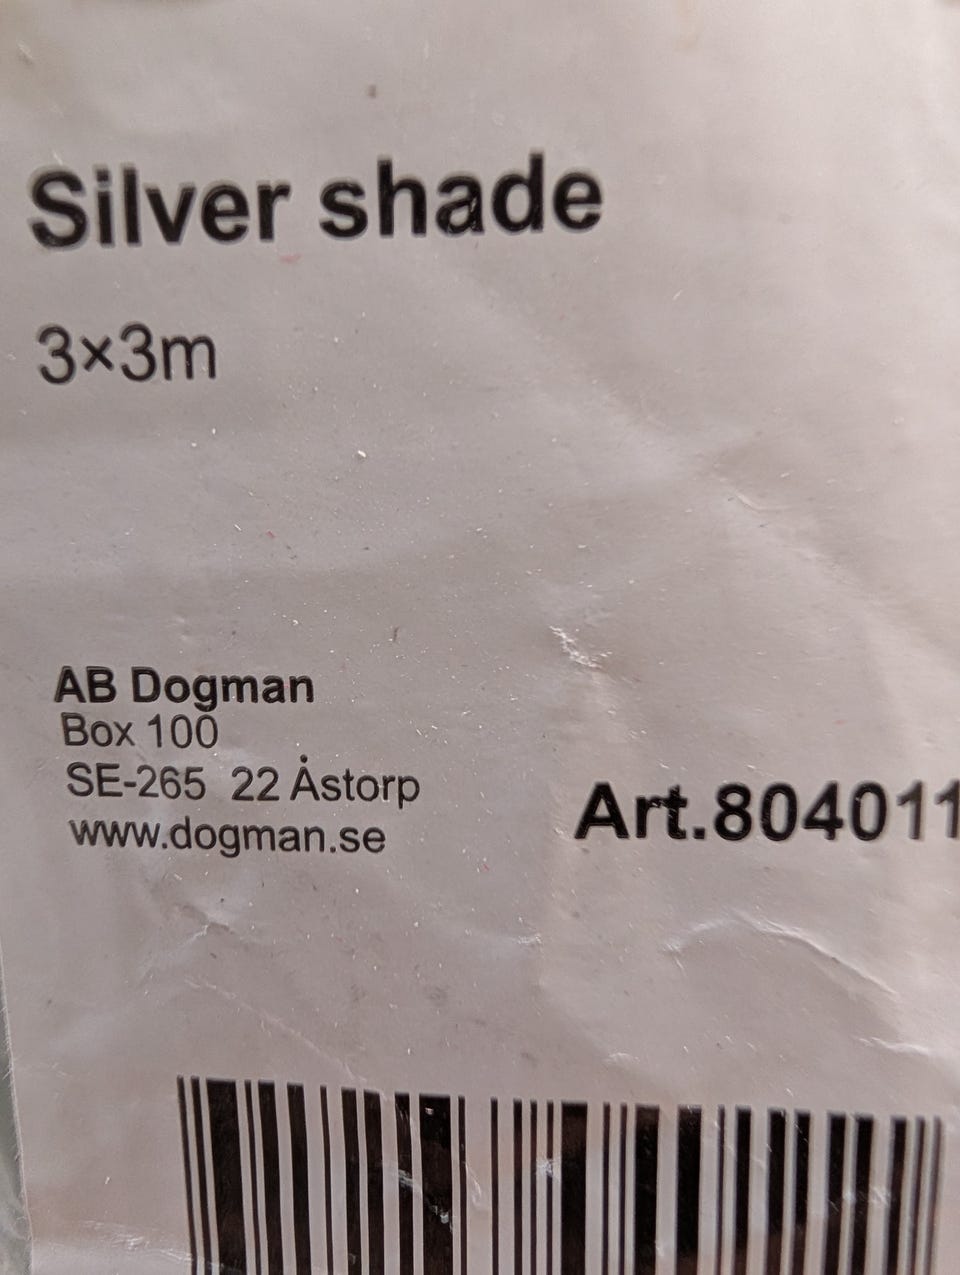 Silver shade
3×3m
AB Dogman
Box 100
SE-265 22 Åstorp
www.dogman.se
Art.804011